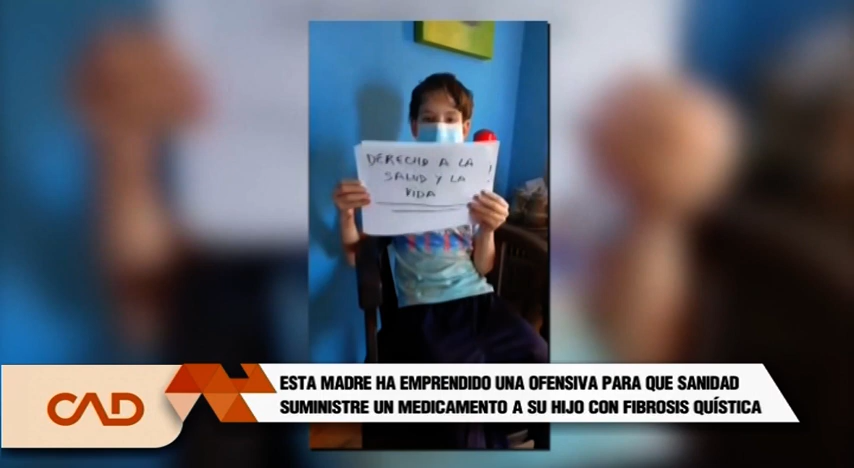 DERECHO A LA
SALUD Y LA
VIDA !
CAD
ESTA MADRE HA EMPRENDIDO UNA OFENSIVA PARA QUE SANIDAD
SUMINISTRE UN MEDICAMENTO A SU HIJO CON FIBROSIS QUÍSTICA